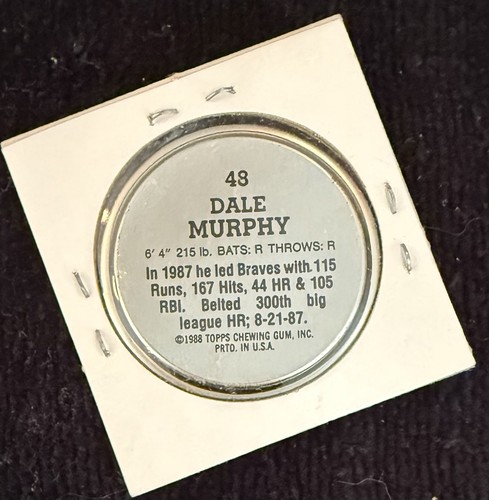 48
DALE
MURPHY
6' 4" 215 lb. BATS: R THROWS: R
In 1987 he led Braves with 115
Runs, 167 Hits, 44 HR & 105
RBI. Belted 300th big
league HR; 8-21-87.
©1988 TOPPS CHEWING GUM, INC.
PRTD. IN U.S.A.